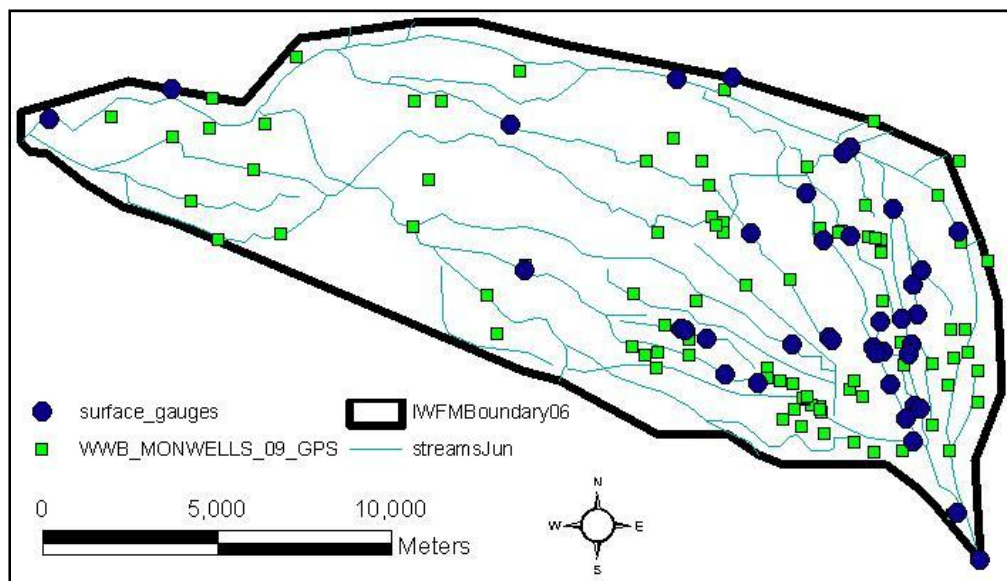 surface_gauges
IWFMBoundary06
WWB_MONWELLS_09_GPS
streamsJun
0 5,000 10,000
Meters
N
W E
S